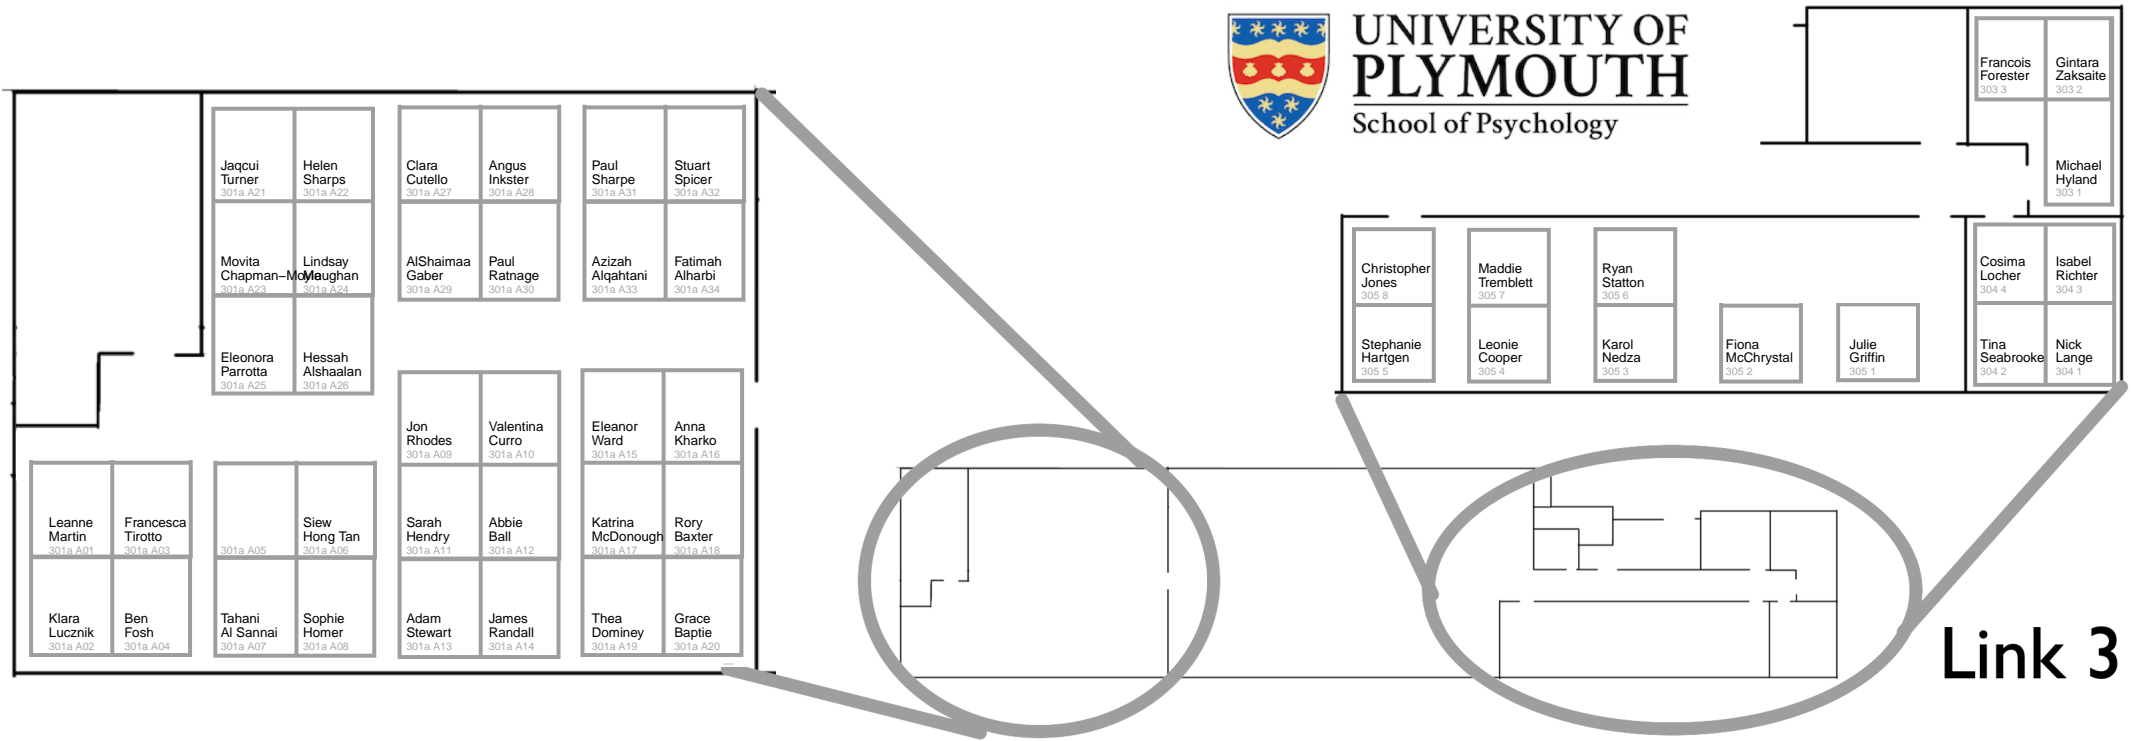 UNIVERSITY OF
PLYMOUTH
School of Psychology
Jaqcui
Turner
301a A21
Helen
Sharps
301a A22
Movita
Chapman–Moyle
301a A23
Lindsay
Maughan
301a A24
Eleonora
Parrotta
301a A25
Hessah
Alshaalan
301a A26
Clara
Cutello
301a A27
Angus
Inkster
301a A28
AlShaimaa
Gaber
301a A29
Paul
Ratnage
301a A30
Paul
Sharpe
301a A31
Stuart
Spicer
301a A32
Azizah
Alqahtani
301a A33
Fatimah
Alharbi
301a A34
Leanne
Martin
301a A01
Francesca
Tirotto
301a A03
Klara
Lucznik
301a A02
Ben
Fosh
301a A04
301a A05
Siew
Hong Tan
301a A06
Tahani
Al Sannai
301a A07
Sophie
Homer
301a A08
Jon
Rhodes
301a A09
Valentina
Curro
301a A10
Sarah
Hendry
301a A11
Abbie
Ball
301a A12
Adam
Stewart
301a A13
James
Randall
301a A14
Eleanor
Ward
301a A15
Anna
Kharko
301a A16
Katrina
McDonough
301a A17
Rory
Baxter
301a A18
Thea
Dominey
301a A19
Grace
Baptie
301a A20
Francois
Forester
303 3
Gintara
Zaksaite
303 2
Michael
Hyland
303 1
Christopher
Jones
305 8
Maddie
Tremblett
305 7
Ryan
Statton
305 6
Stephanie
Hartgen
305 5
Leonie
Cooper
305 4
Karol
Nedza
305 3
Fiona
McChrystal
305 2
Julie
Griffin
305 1
Cosima
Locher
304 4
Isabel
Richter
304 3
Tina
Seabrooke
304 2
Nick
Lange
304 1
Link 3